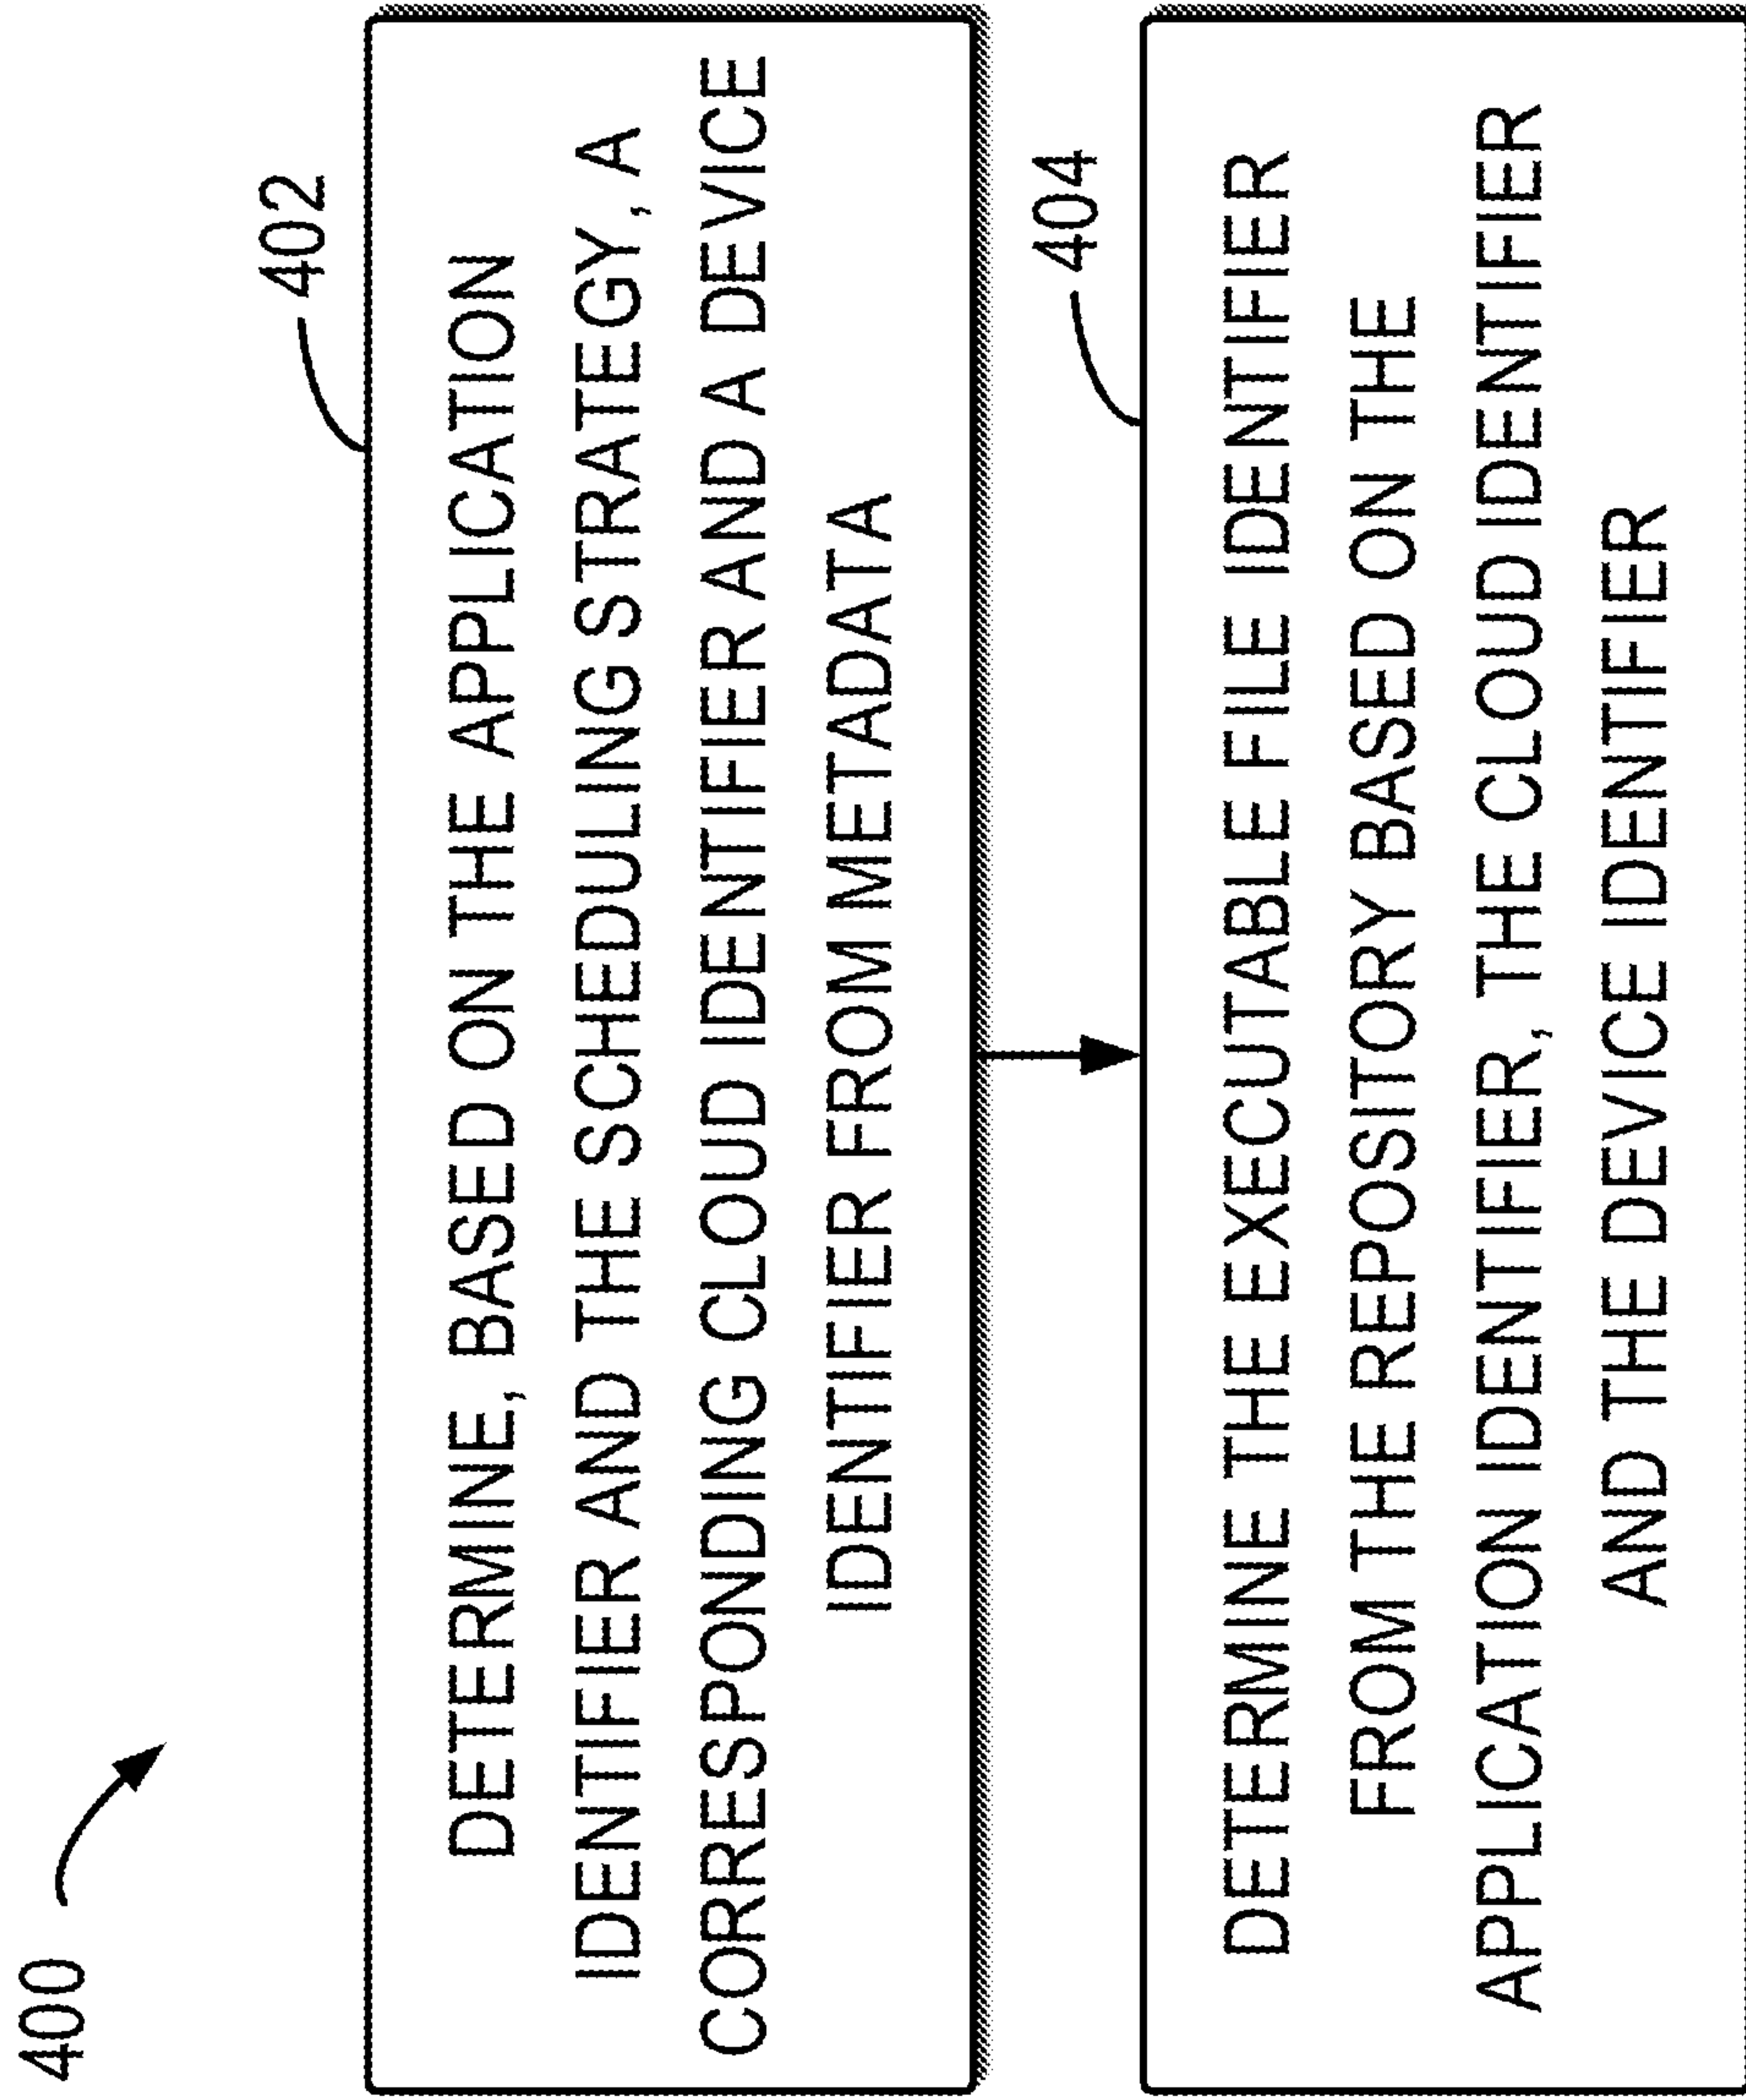 400
402
DETERMINE, BASED ON THE APPLICATION
IDENTIFIER AND THE SCHEDULING STRATEGY, A
CORRESPONDING CLOUD IDENTIFIER AND A DEVICE
IDENTIFIER FROM METADATA
404
DETERMINE THE EXECUTABLE FILE IDENTIFIER
FROM THE REPOSITORY BASED ON THE
APPLICATION IDENTIFIER, THE CLOUD IDENTIFIER
AND THE DEVICE IDENTIFIER